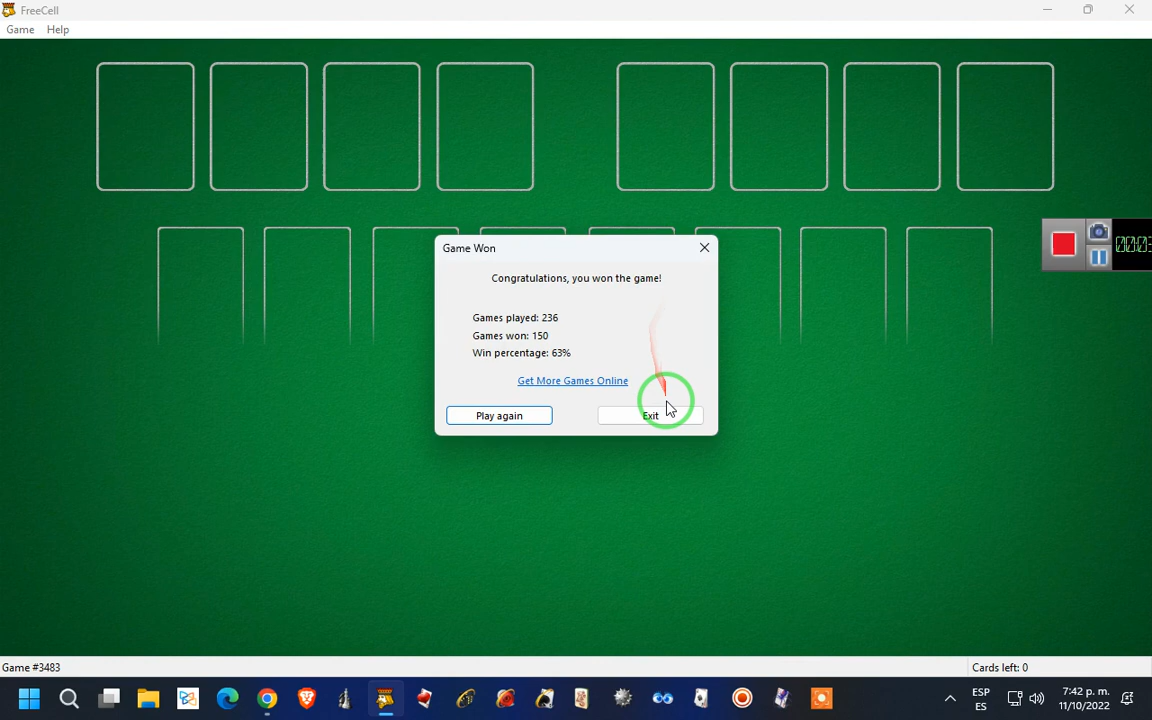 FreeCell
Game Help
Game Won
Congratulations, you won the game!
Games played: 236
Games won: 150
Win percentage: 63%
Get More Games Online
Play again Exit
Game #3483 Cards left: 0
ESP
ES
7:42 p. m.
11/10/2022